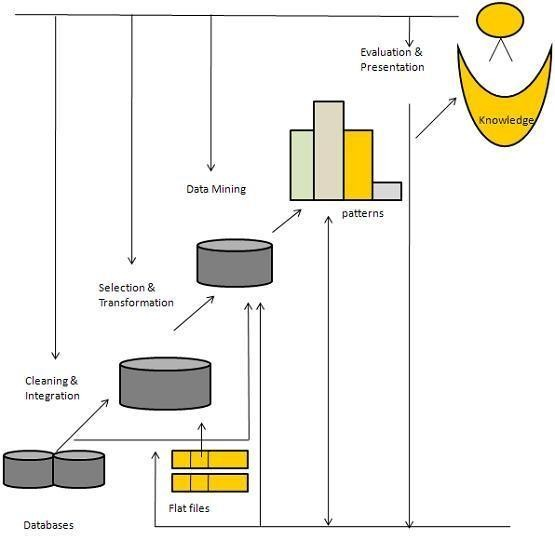 Evaluation &
Presentation
Knowledge
Data Mining
patterns
Selection &
Transformation
Cleaning &
Integration
Flat files
Databases